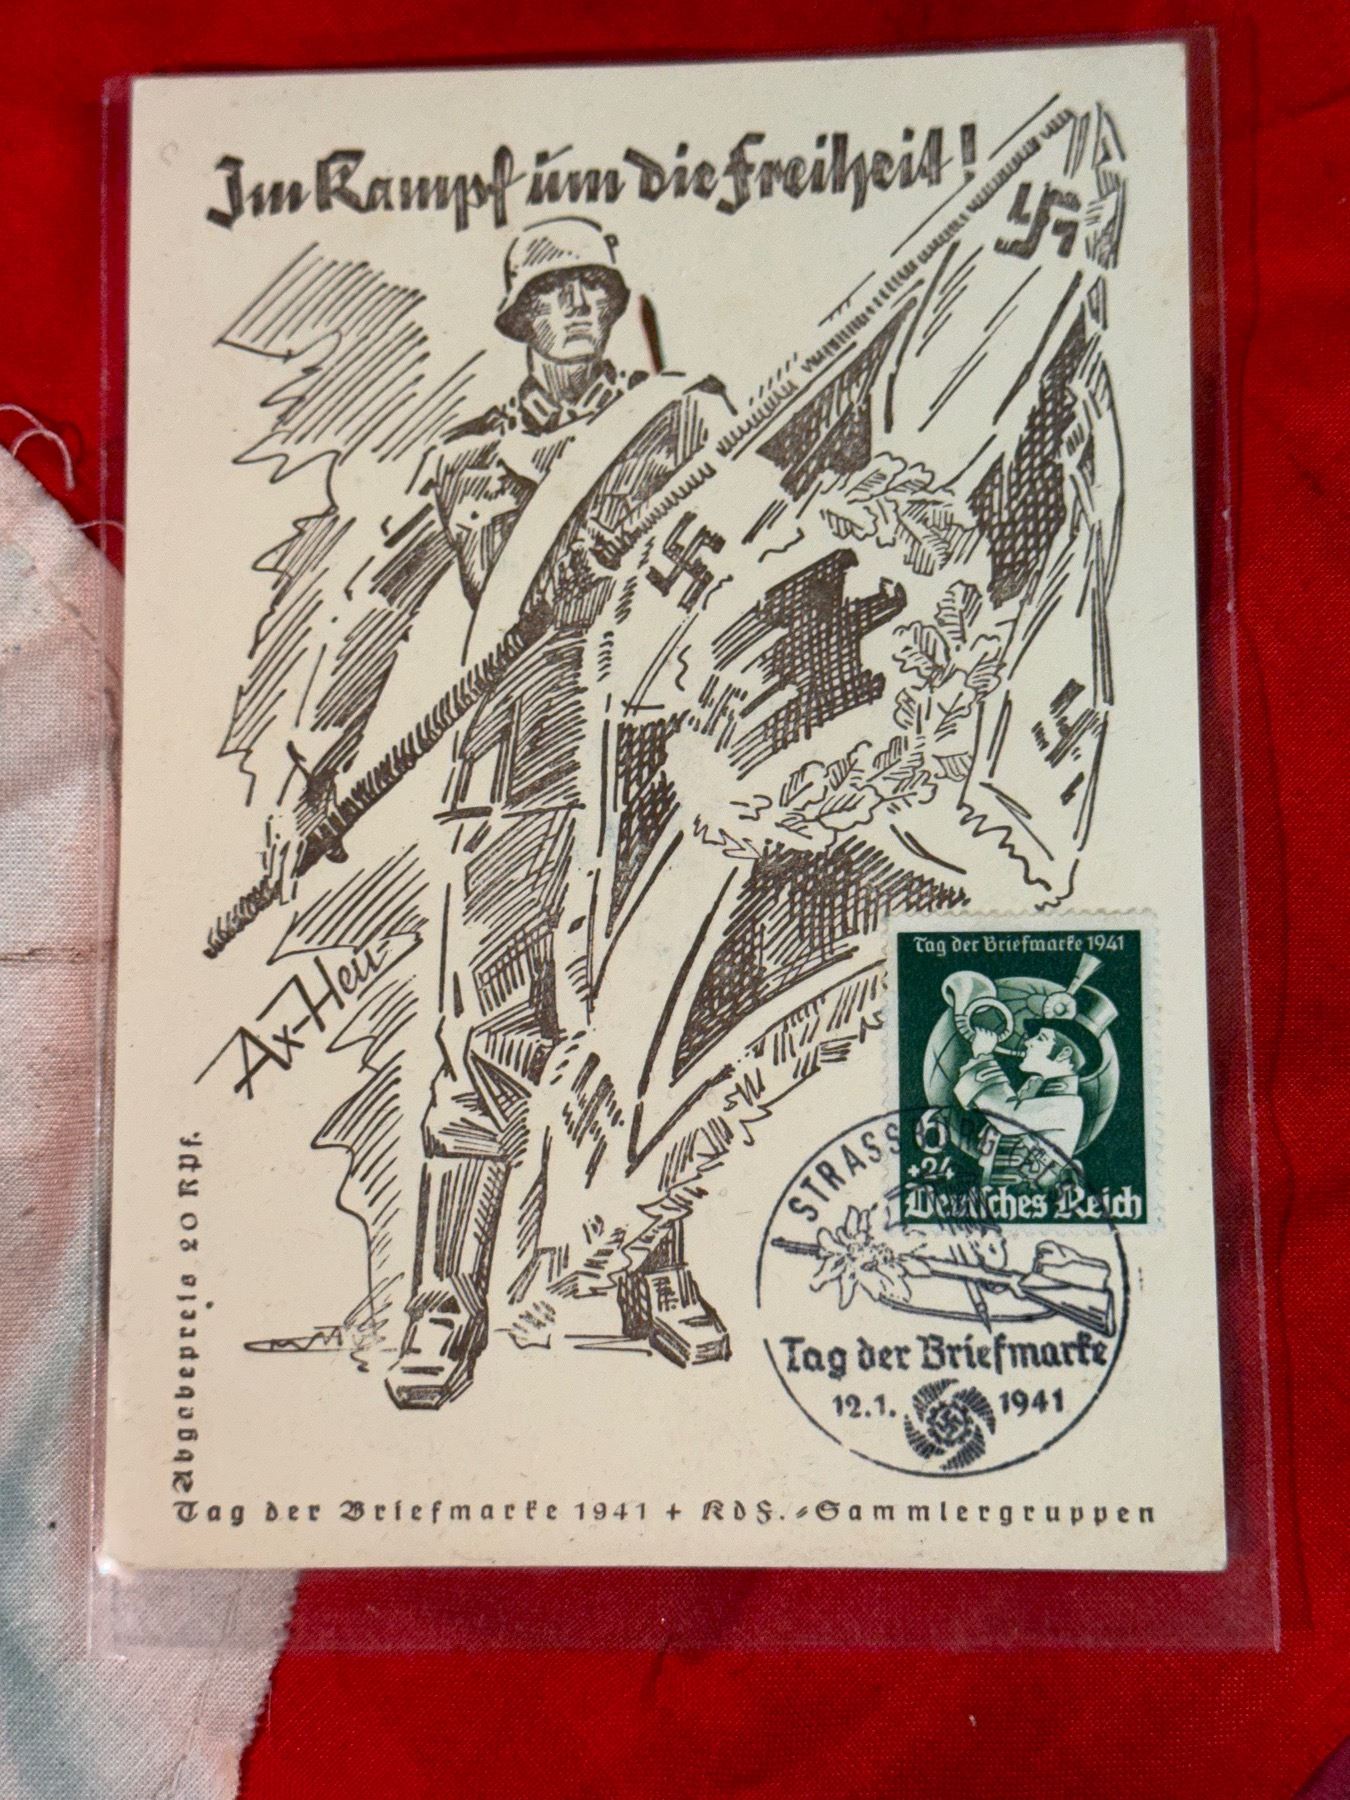 Im Kampf um die Freiheit!
Ax-Heu
Tag der Briefmarke 1941
6
+24
Deutsches Reich
STRASSBURG
Tag der Briefmarke
12.1. 1941
Abgabepreis 20 Rpf.
Tag der Briefmarke 1941 + KdF.-Sammlergruppen